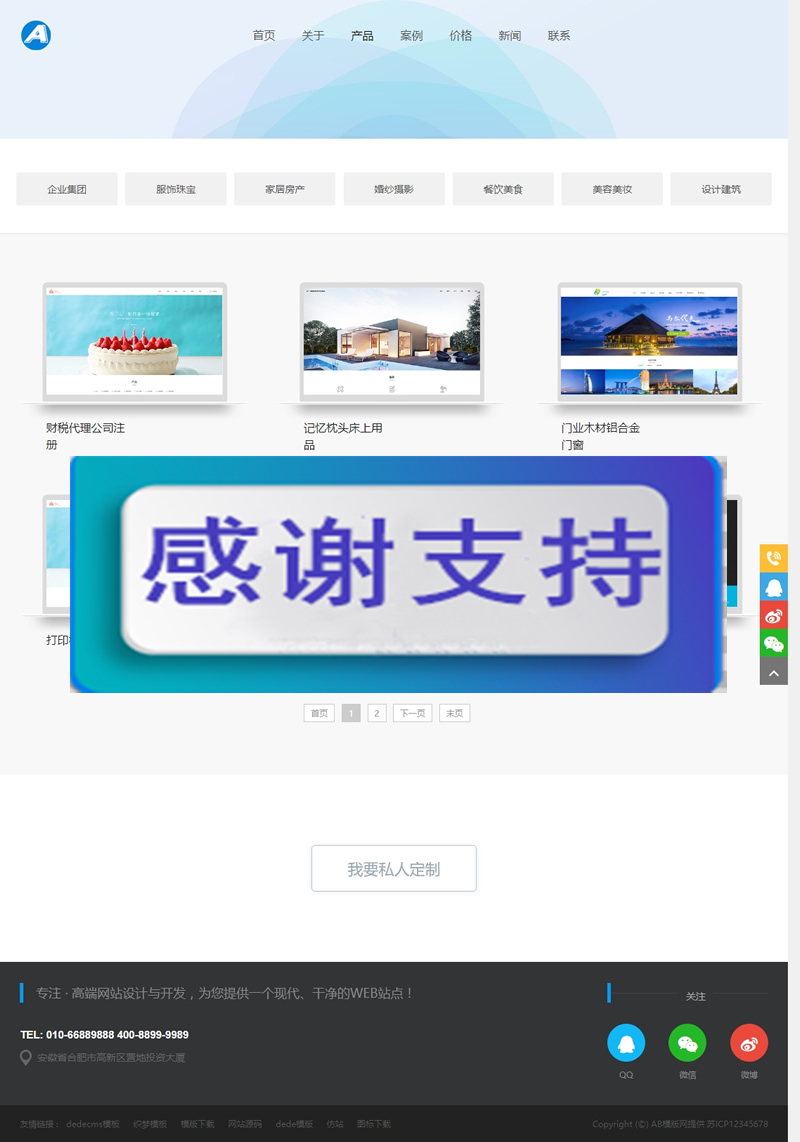 首页 关于 产品 案例 价格 新闻 联系
企业集团 服饰珠宝 家居房产 婚纱摄影 餐饮美食 美容美妆 设计建筑
财税代理公司注册
记忆枕头床上用品
门业木材铝合金门窗
感谢支持
打印
首页 1 2 下一页 末页
我要私人定制
专注 · 高端网站设计与开发，为您提供一个现代、干净的WEB站点！
关注
TEL: 010-66889888 400-8899-9989
安徽省合肥市高新区置地投资大厦
QQ 微信 微博
友情链接： dedecms模板 织梦模板 模版下载 网站源码 dede模版 仿站 图标下载
Copyright (©) AB模版网提供 苏ICP12345678